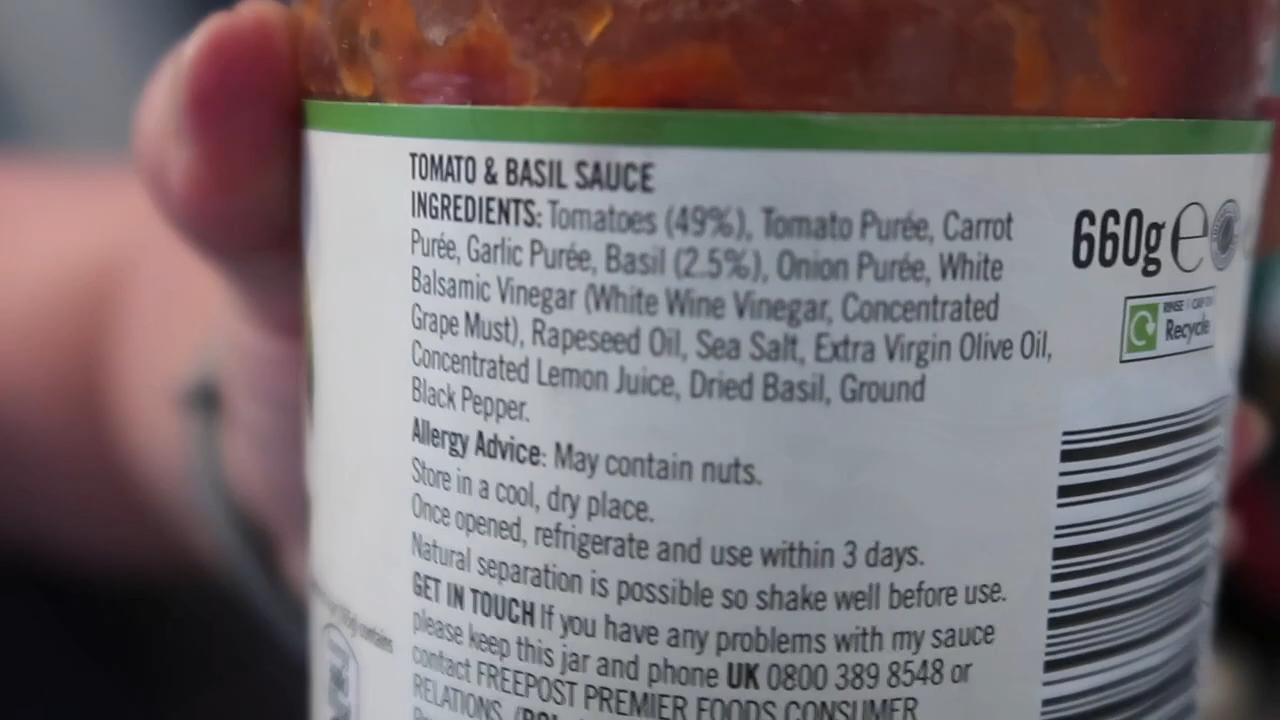 TOMATO & BASIL SAUCE
INGREDIENTS: Tomatoes (49%), Tomato Purée, Carrot
Purée, Garlic Purée, Basil (2.5%), Onion Purée, White
Balsamic Vinegar (White Wine Vinegar, Concentrated
Grape Must), Rapeseed Oil, Sea Salt, Extra Virgin Olive Oil,
Concentrated Lemon Juice, Dried Basil, Ground
Black Pepper.
Allergy Advice: May contain nuts.
Store in a cool, dry place.
Once opened, refrigerate and use within 3 days.
Natural separation is possible so shake well before use.
GET IN TOUCH If you have any problems with my sauce
please keep this jar and phone UK 0800 389 8548 or
contact FREEPOST PREMIER FOODS CONSUMER
RELATIONS,
660g e
RINSE
Recycle
contains